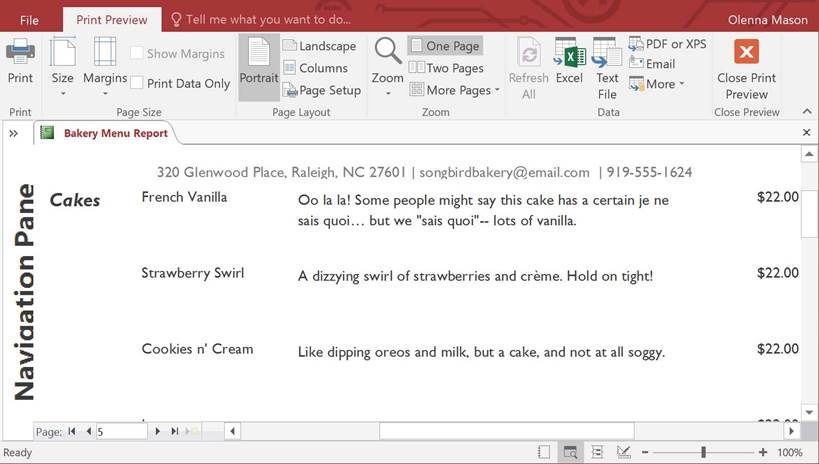 File Print Preview Tell me what you want to do... Olenna Mason
Show Margins
Print Data Only
Print Size Margins Portrait
Landscape
Columns
Page Setup
Zoom
One Page
Two Pages
More Pages
Refresh All
Excel
Text File
PDF or XPS
Email
More
Close Print Preview
Print Page Size Page Layout Zoom Data Close Preview
Bakery Menu Report
Navigation Pane
320 Glenwood Place, Raleigh, NC 27601 | songbirdbakery@email.com | 919-555-1624
Cakes French Vanilla Oo la la! Some people might say this cake has a certain je ne $22.00
sais quoi… but we "sais quoi"-- lots of vanilla.
Strawberry Swirl A dizzying swirl of strawberries and crème. Hold on tight! $22.00
Cookies n' Cream Like dipping oreos and milk, but a cake, and not at all soggy. $22.00
Page: 5
Ready 100%